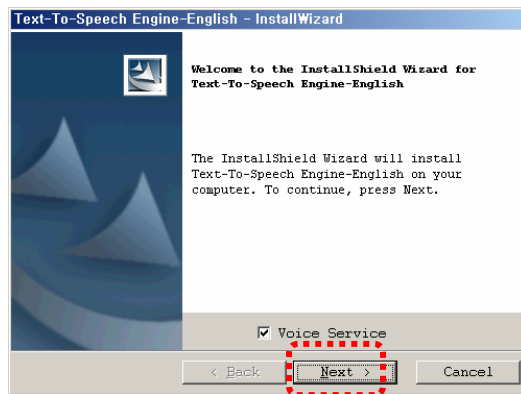 Text-To-Speech Engine-English - InstallWizard
Welcome to the InstallShield Wizard for
Text-To-Speech Engine-English
The InstallShield Wizard will install
Text-To-Speech Engine-English on your
computer. To continue, press Next.
Voice Service
< Back Next > Cancel